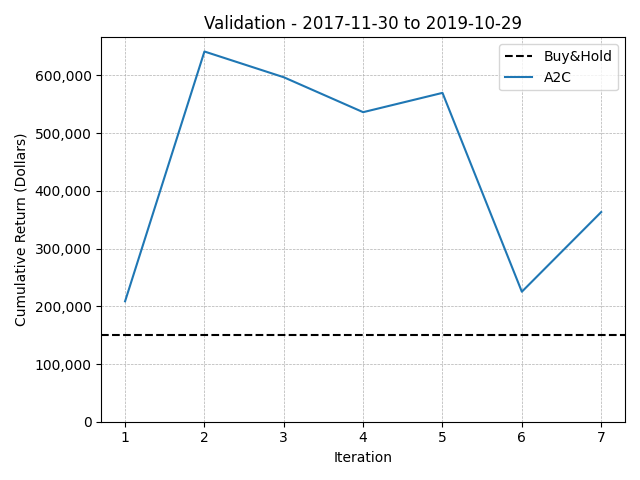 Validation - 2017-11-30 to 2019-10-29
Buy&Hold
A2C
Cumulative Return (Dollars)
600,000
500,000
400,000
300,000
200,000
100,000
0
1 2 3 4 5 6 7
Iteration